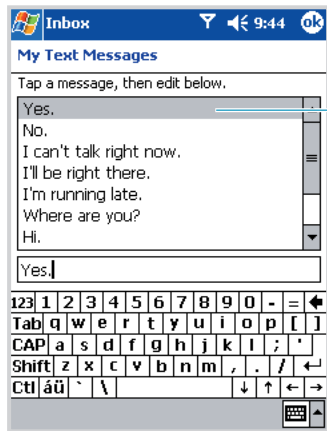 Inbox 9:44 ok
My Text Messages
Tap a message, then edit below.
Yes.
No.
I can't talk right now.
I'll be right there.
I'm running late.
Where are you?
Hi.
Yes.
123 1 2 3 4 5 6 7 8 9 0 - = 
Tab q w e r t y u i o p [ ]
CAP a s d f g h j k l ; '
Shift z x c v b n m , . / ↵
Ctl áü ` \ ↓ ↑ ← →